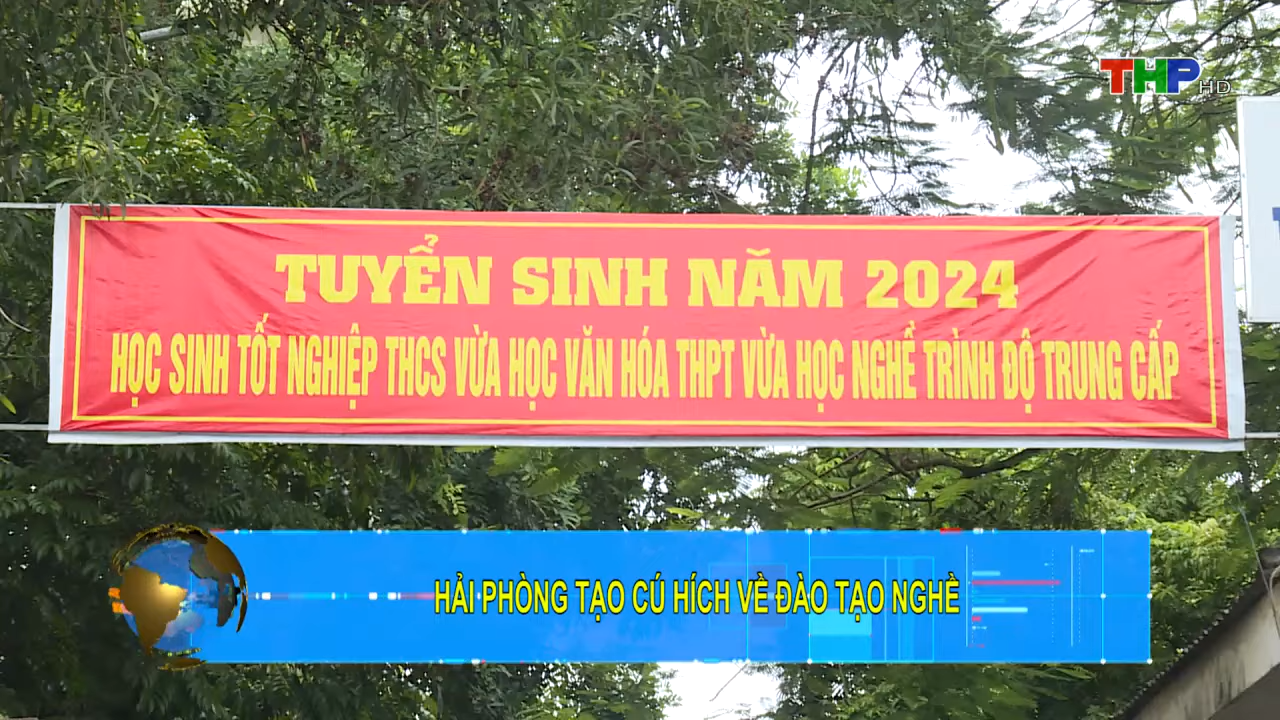 THP HD
TUYỂN SINH NĂM 2024
HỌC SINH TỐT NGHIỆP THCS VỪA HỌC VĂN HÓA THPT VỪA HỌC NGHỀ TRÌNH ĐỘ TRUNG CẤP
HẢI PHÒNG TẠO CÚ HÍCH VỀ ĐÀO TẠO NGHỀ